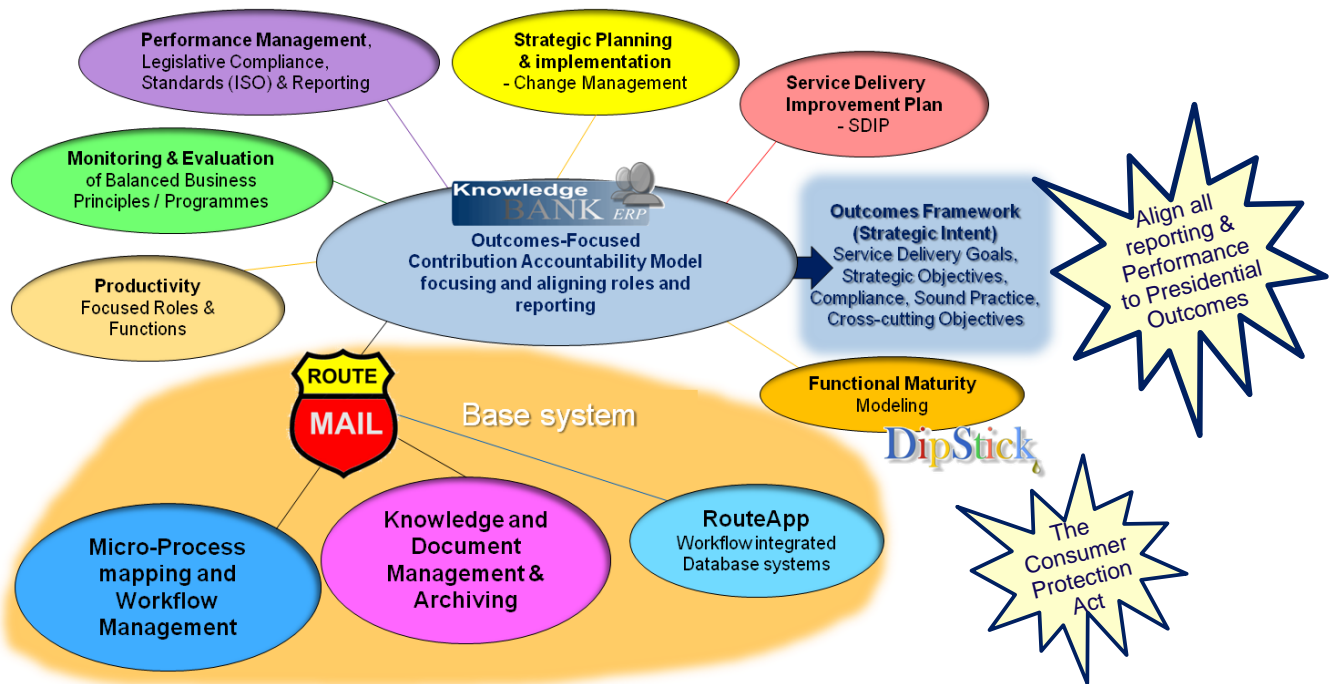 Performance Management,
Legislative Compliance,
Standards (ISO) & Reporting
Strategic Planning
& implementation
- Change Management
Service Delivery
Improvement Plan
- SDIP
Monitoring & Evaluation
of Balanced Business
Principles / Programmes
Knowledge
BANK ERP
Outcomes-Focused
Contribution Accountability Model
focusing and aligning roles and
reporting
Outcomes Framework
(Strategic Intent)
Service Delivery Goals,
Strategic Objectives,
Compliance, Sound Practice,
Cross-cutting Objectives
Align all
reporting &
Performance
to Presidential
Outcomes
Productivity
Focused Roles &
Functions
Functional Maturity
Modeling
DipStick
ROUTE
MAIL
Base system
Micro-Process
mapping and
Workflow
Management
Knowledge and
Document
Management &
Archiving
RouteApp
Workflow integrated
Database systems
The
Consumer
Protection
Act